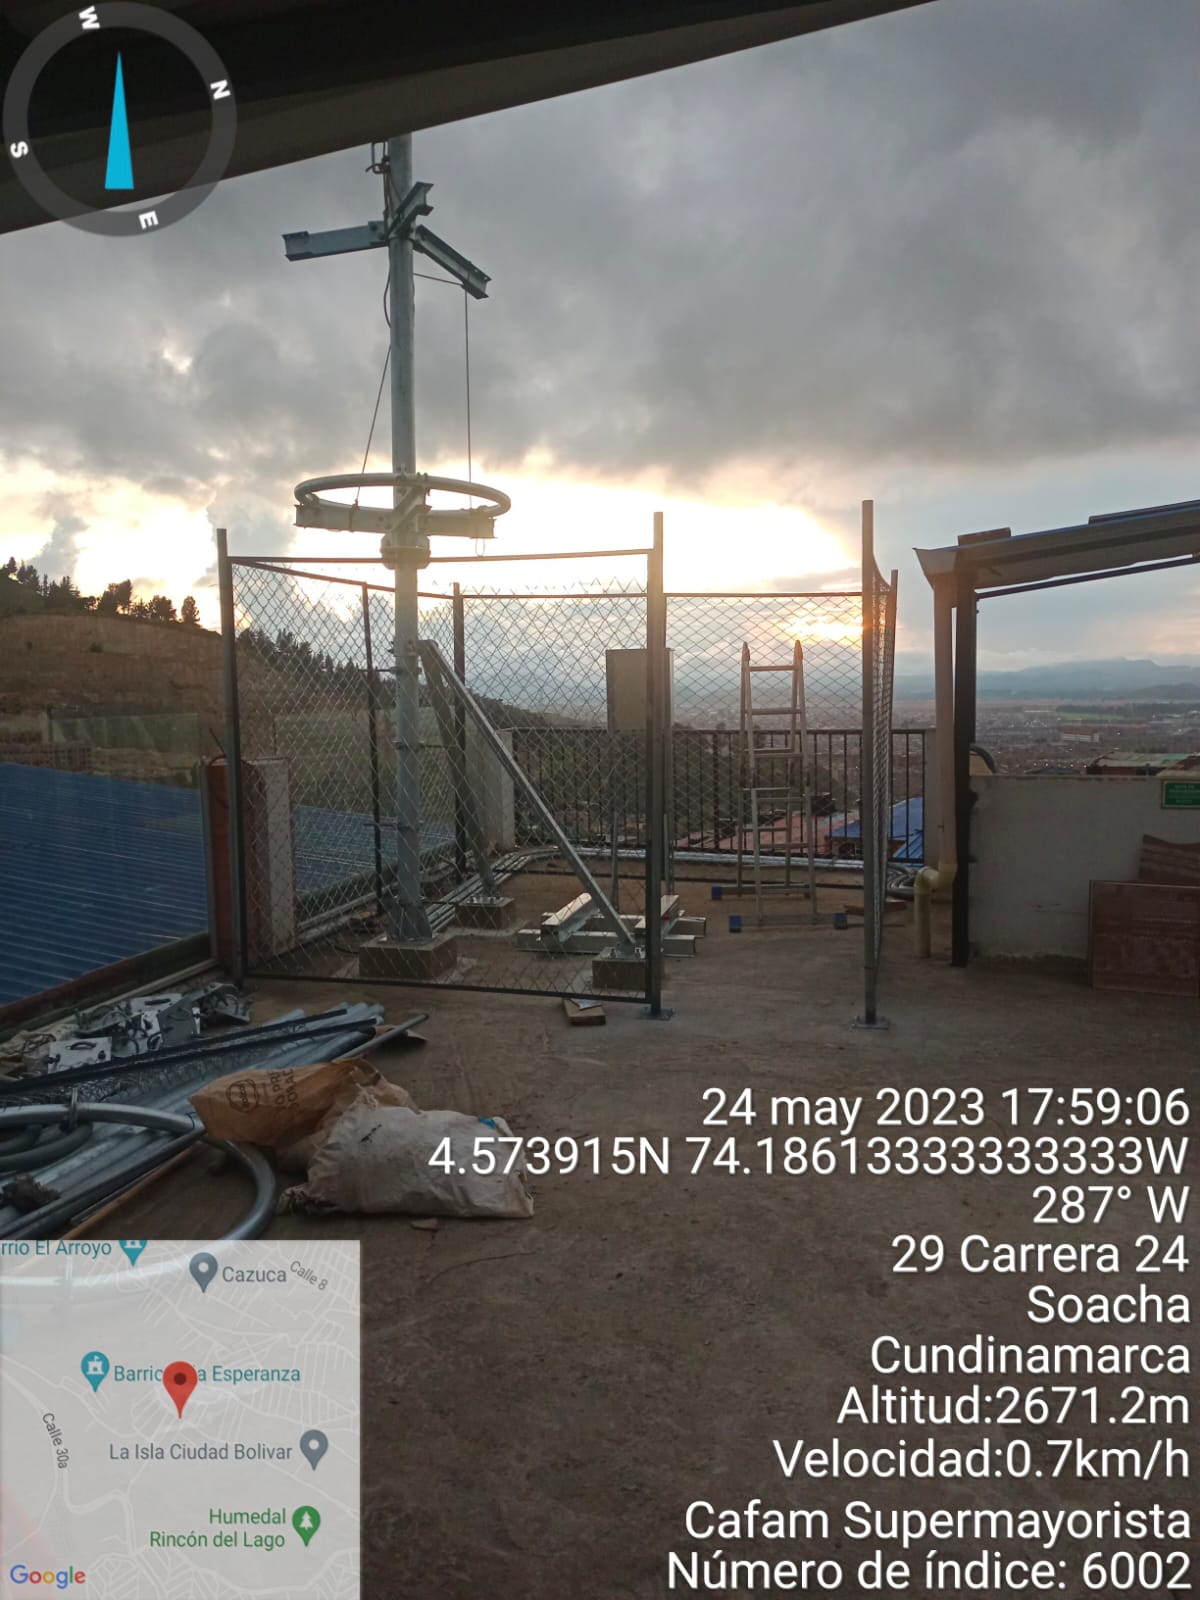 W
N
S
E
24 may 2023 17:59:06
4.573915N 74.18613333333333W
287° W
29 Carrera 24
Soacha
Cundinamarca
Altitud:2671.2m
Velocidad:0.7km/h
Cafam Supermayorista
Número de índice: 6002
rrio El Arroyo
Cazuca
Calle 8
Barrio
a Esperanza
Calle 30a
La Isla Ciudad Bolivar
Humedal
Rincón del Lago
Google